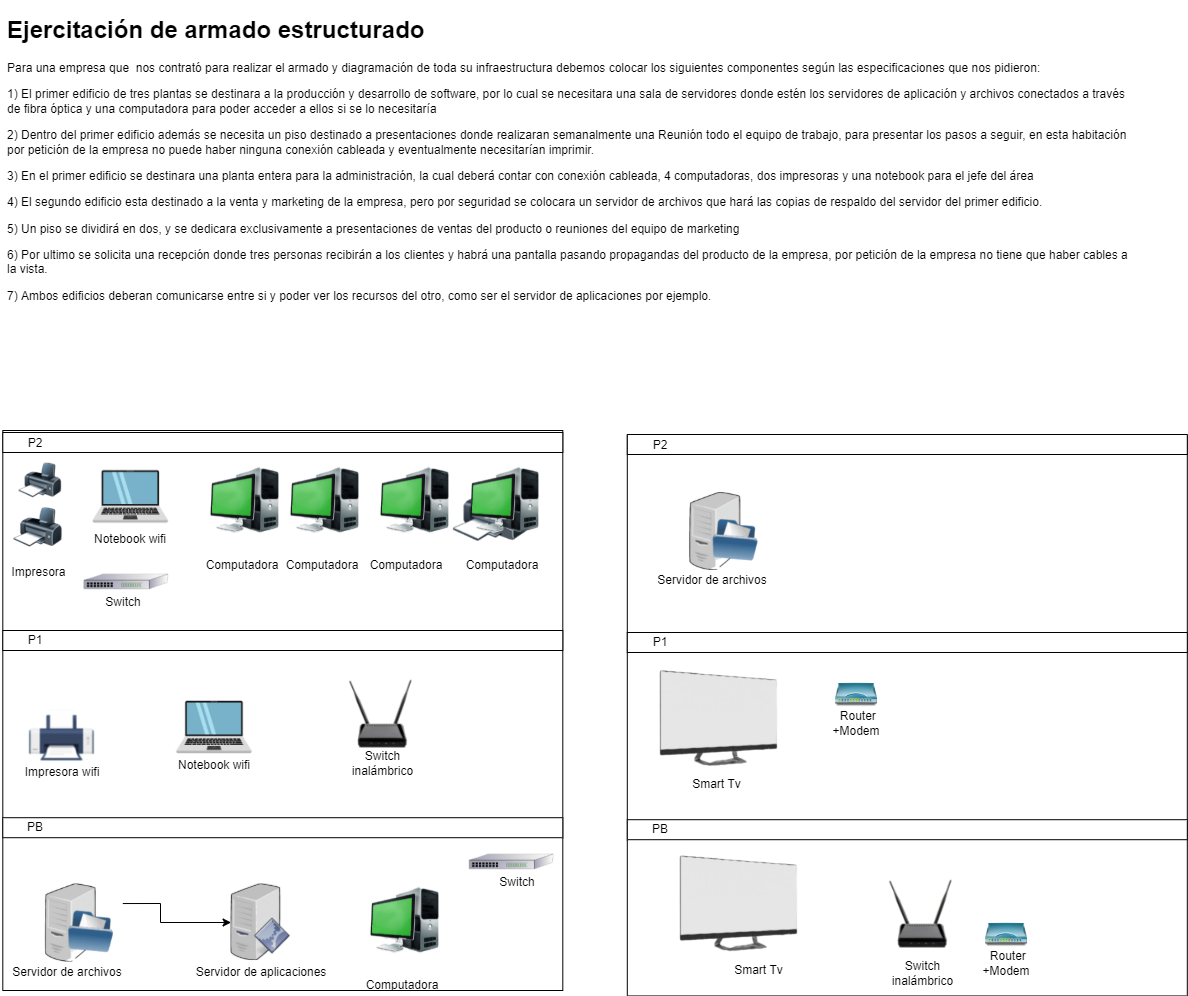 Ejercitación de armado estructurado
Para una empresa que  nos contrató para realizar el armado y diagramación de toda su infraestructura debemos colocar los siguientes componentes según las especificaciones que nos pidieron:
1) El primer edificio de tres plantas se destinara a la producción y desarrollo de software, por lo cual se necesitara una sala de servidores donde estén los servidores de aplicación y archivos conectados a través
de fibra óptica y una computadora para poder acceder a ellos si se lo necesitaría
2) Dentro del primer edificio además se necesita un piso destinado a presentaciones donde realizaran semanalmente una Reunión todo el equipo de trabajo, para presentar los pasos a seguir, en esta habitación
por petición de la empresa no puede haber ninguna conexión cableada y eventualmente necesitarían imprimir.
3) En el primer edificio se destinara una planta entera para la administración, la cual deberá contar con conexión cableada, 4 computadoras, dos impresoras y una notebook para el jefe del área
4) El segundo edificio esta destinado a la venta y marketing de la empresa, pero por seguridad se colocara un servidor de archivos que hará las copias de respaldo del servidor del primer edificio.
5) Un piso se dividirá en dos, y se dedicara exclusivamente a presentaciones de ventas del producto o reuniones del equipo de marketing
6) Por ultimo se solicita una recepción donde tres personas recibirán a los clientes y habrá una pantalla pasando propagandas del producto de la empresa, por petición de la empresa no tiene que haber cables a
la vista.
7) Ambos edificios deberan comunicarse entre si y poder ver los recursos del otro, como ser el servidor de aplicaciones por ejemplo.
P2
Notebook wifi
Impresora
Computadora
Computadora
Computadora
Computadora
Switch
P1
Impresora wifi
Notebook wifi
Switch
inalámbrico
PB
Switch
Servidor de archivos
Servidor de aplicaciones
Computadora
P2
Servidor de archivos
P1
Router
+Modem
Smart Tv
PB
Smart Tv
Switch
inalámbrico
Router
+Modem